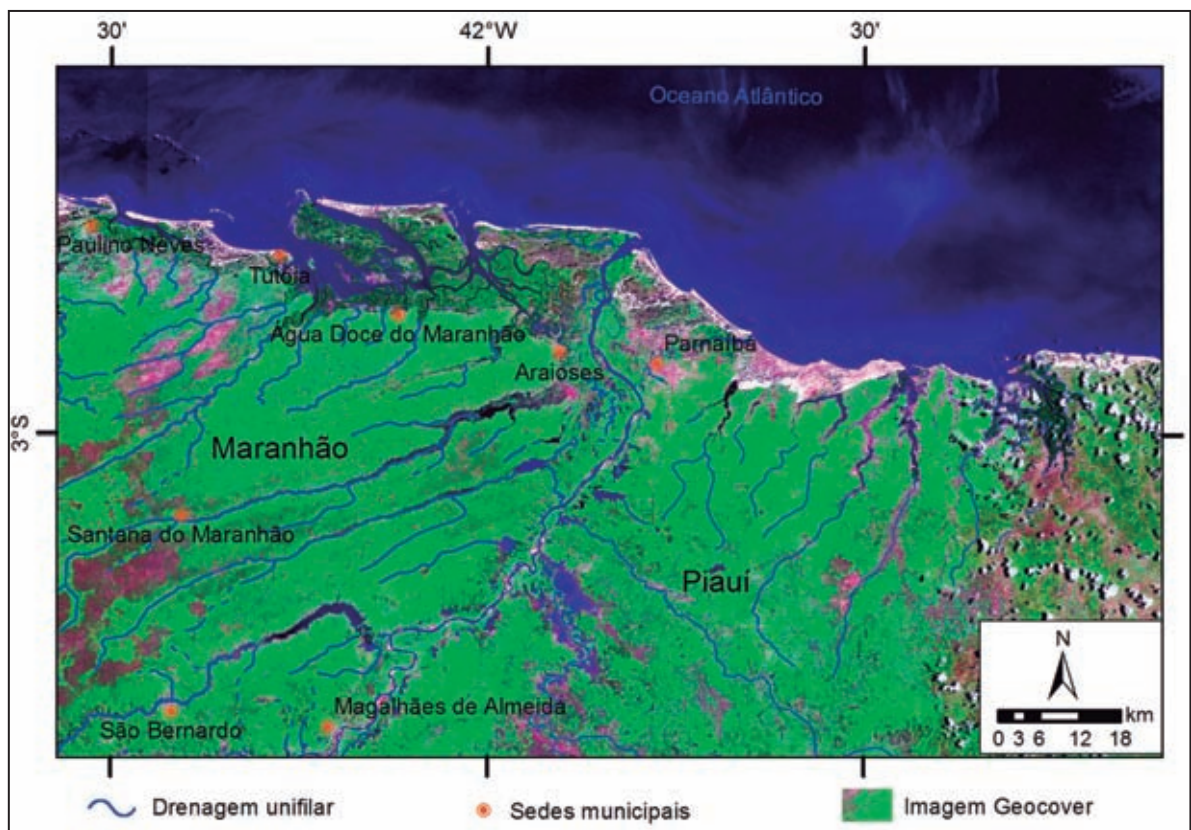 30'
42°W
30'
Oceano Atlântico
Paulino Neves
Tutóia
Água Doce do Maranhão
Araioses
Parnaíba
3°S
3°S
Maranhão
Santana do Maranhão
Piauí
N
km
0 3 6 12 18
Magalhães de Almeida
São Bernardo
Drenagem unifilar
Sedes municipais
Imagem Geocover